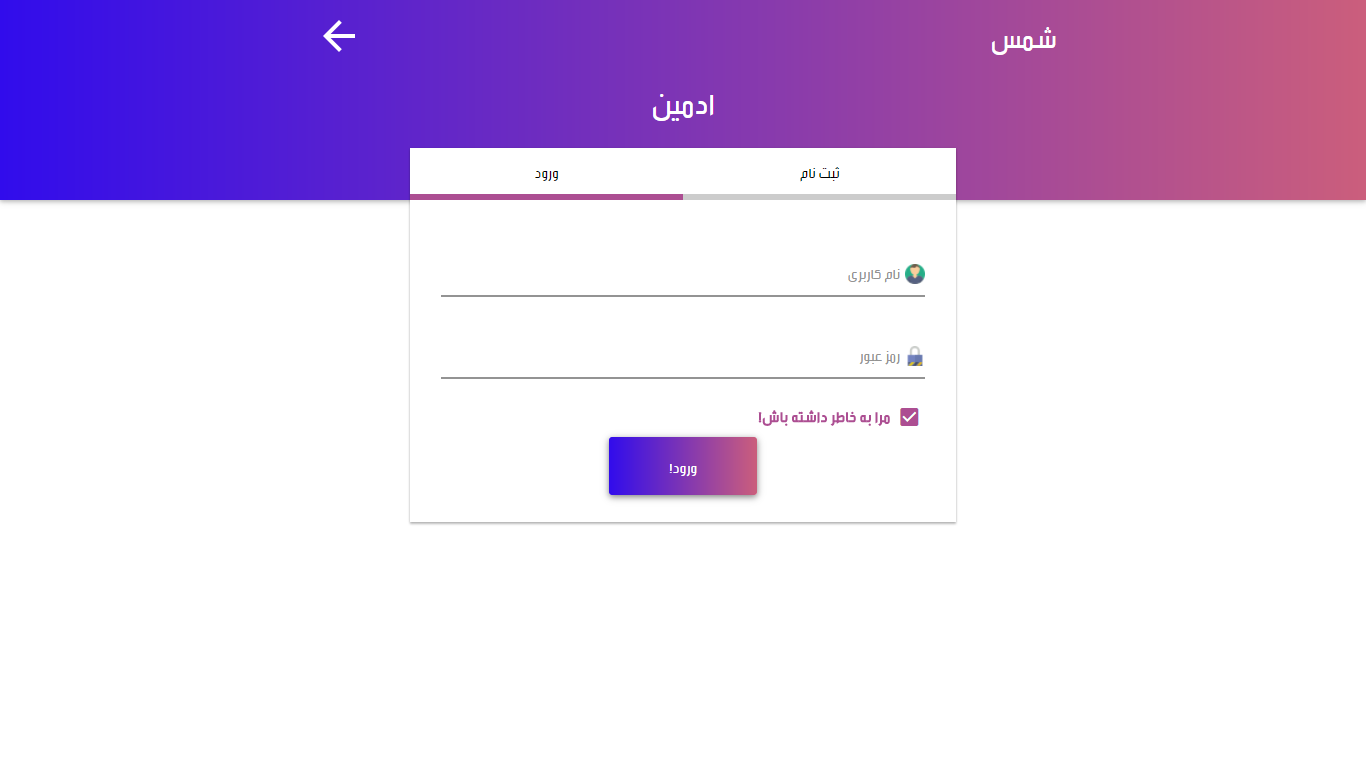 شمس
ادمین
ثبت نام
ورود
نام کاربری
رمز عبور
مرا به خاطر داشته باش!
ورود!